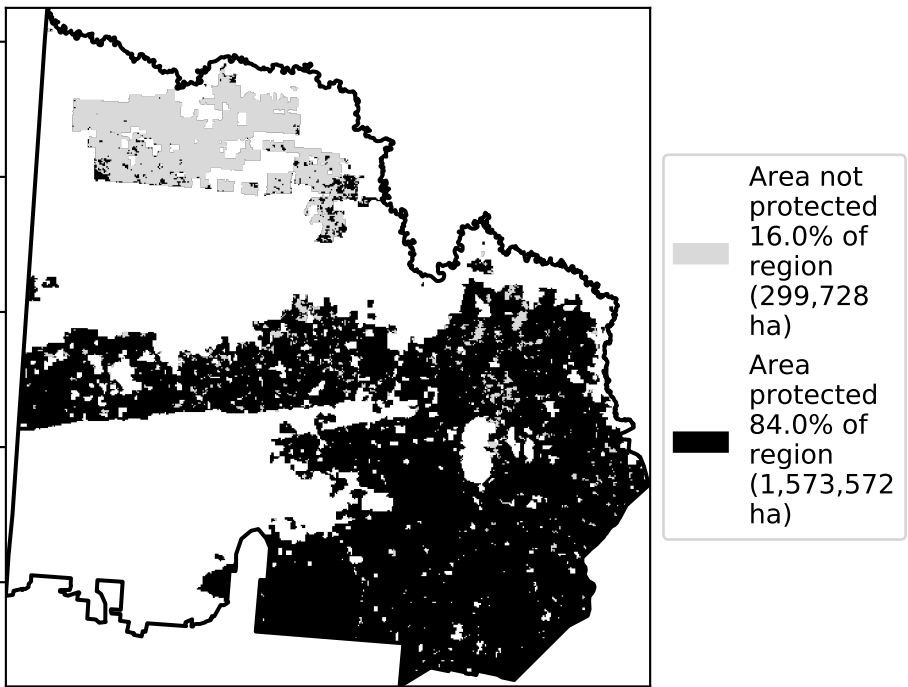 Area not
protected
16.0% of
region
(299,728
ha)
Area
protected
84.0% of
region
(1,573,572
ha)